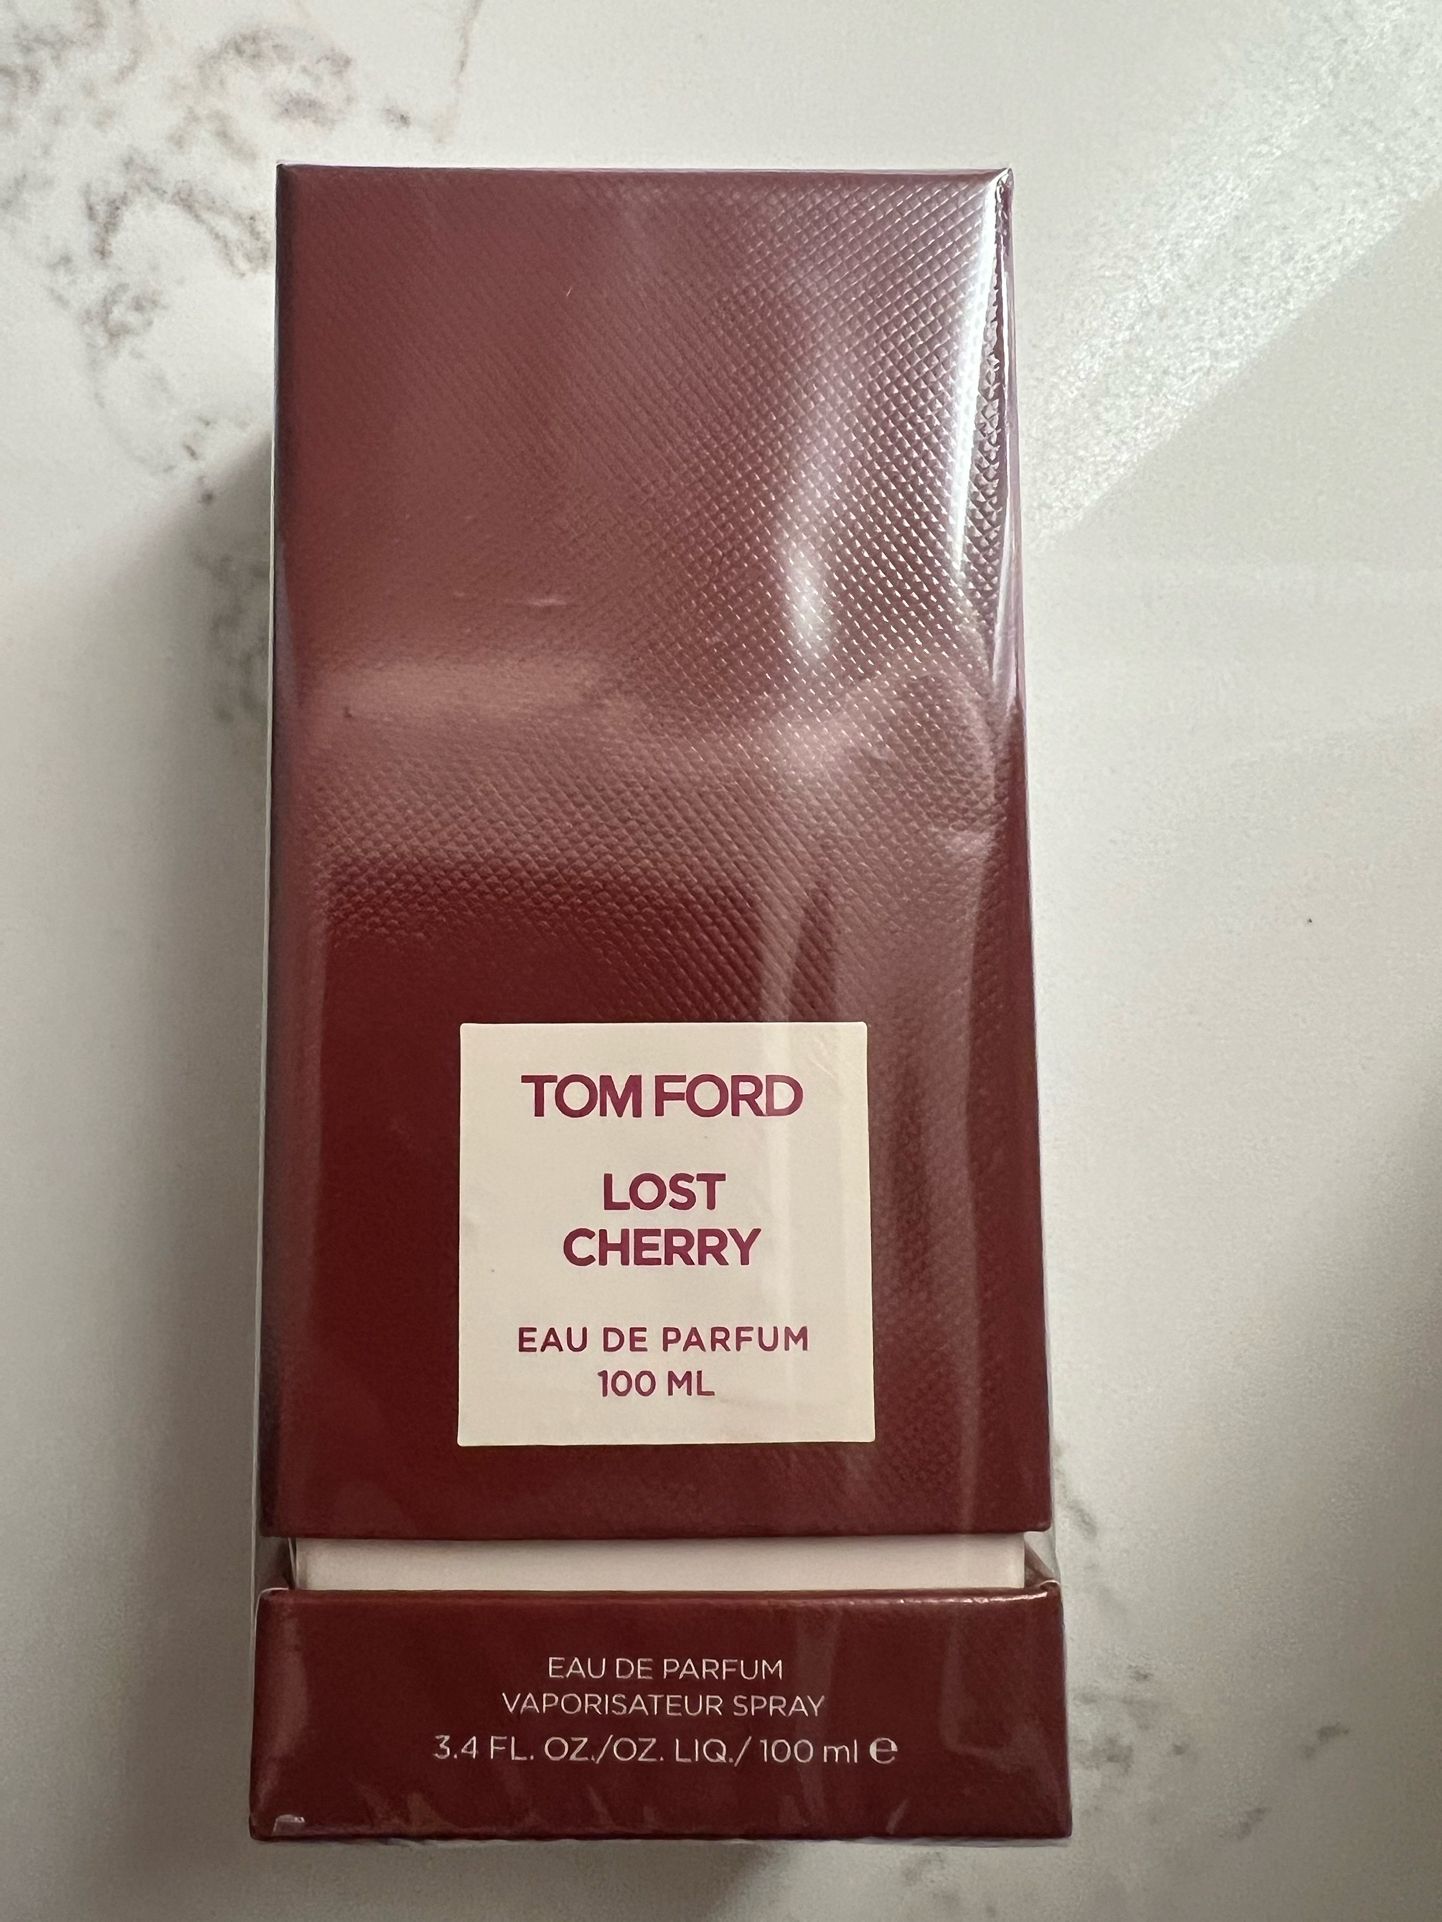 TOM FORD
LOST
CHERRY
EAU DE PARFUM
100 ML
EAU DE PARFUM
VAPORISATEUR SPRAY
3.4 FL. OZ./OZ. LIQ./ 100 ml ℮